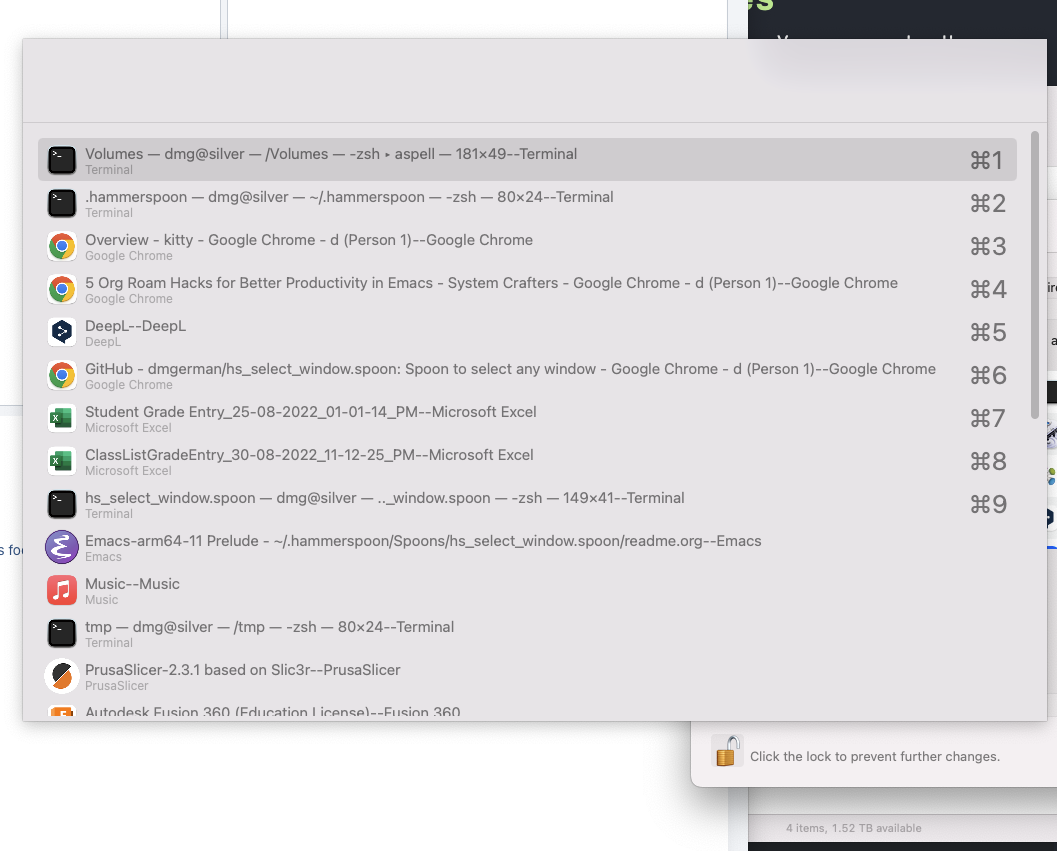 es
Volumes — dmg@silver — /Volumes — -zsh ▸ aspell — 181×49--Terminal
Terminal
⌘1
.hammerspoon — dmg@silver — ~/.hammerspoon — -zsh — 80×24--Terminal
Terminal
⌘2
Overview - kitty - Google Chrome - d (Person 1)--Google Chrome
Google Chrome
⌘3
5 Org Roam Hacks for Better Productivity in Emacs - System Crafters - Google Chrome - d (Person 1)--Google Chrome
Google Chrome
⌘4
DeepL--DeepL
DeepL
⌘5
GitHub - dmgerman/hs_select_window.spoon: Spoon to select any window - Google Chrome - d (Person 1)--Google Chrome
Google Chrome
⌘6
Student Grade Entry_25-08-2022_01-01-14_PM--Microsoft Excel
Microsoft Excel
⌘7
ClassListGradeEntry_30-08-2022_11-12-25_PM--Microsoft Excel
Microsoft Excel
⌘8
hs_select_window.spoon — dmg@silver — .._window.spoon — -zsh — 149×41--Terminal
Terminal
⌘9
Emacs-arm64-11 Prelude - ~/.hammerspoon/Spoons/hs_select_window.spoon/readme.org--Emacs
Emacs
Music--Music
Music
tmp — dmg@silver — /tmp — -zsh — 80×24--Terminal
Terminal
PrusaSlicer-2.3.1 based on Slic3r--PrusaSlicer
PrusaSlicer
Autodesk Fusion 360 (Education License)--Fusion 360
Click the lock to prevent further changes.
4 items, 1.52 TB available